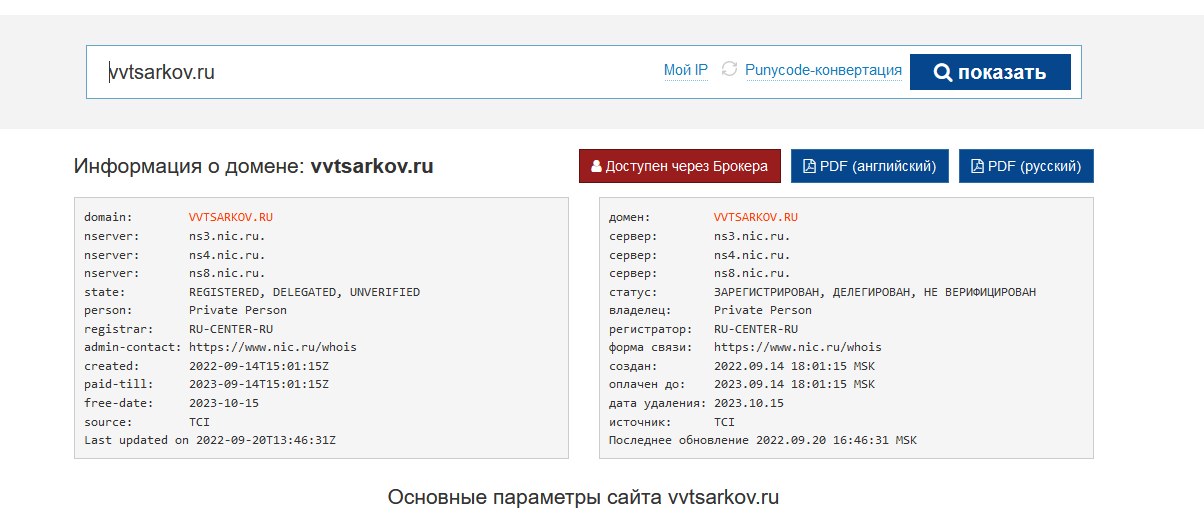 vvtsarkov.ru
Мой IP Punycode-конвертация показать
Информация о домене: vvtsarkov.ru
Доступен через Брокера PDF (английский) PDF (русский)
domain: VVTSARKOV.RU
nserver: ns3.nic.ru.
nserver: ns4.nic.ru.
nserver: ns8.nic.ru.
state: REGISTERED, DELEGATED, UNVERIFIED
person: Private Person
registrar: RU-CENTER-RU
admin-contact: https://www.nic.ru/whois
created: 2022-09-14T15:01:15Z
paid-till: 2023-09-14T15:01:15Z
free-date: 2023-10-15
source: TCI
Last updated on 2022-09-20T13:46:31Z
домен: VVTSARKOV.RU
сервер: ns3.nic.ru.
сервер: ns4.nic.ru.
сервер: ns8.nic.ru.
статус: ЗАРЕГИСТРИРОВАН, ДЕЛЕГИРОВАН, НЕ ВЕРИФИЦИРОВАН
владелец: Private Person
регистратор: RU-CENTER-RU
форма связи: https://www.nic.ru/whois
создан: 2022.09.14 18:01:15 MSK
оплачен до: 2023.09.14 18:01:15 MSK
дата удаления: 2023.10.15
источник: TCI
Последнее обновление 2022.09.20 16:46:31 MSK
Основные параметры сайта vvtsarkov.ru